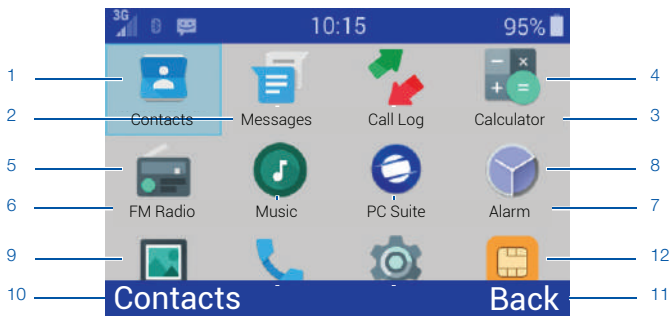 3G 10:15 95%
1 4
Contacts Messages Call Log Calculator
2 3
5 8
FM Radio Music PC Suite Alarm
6 7
9 12
Contacts Back
10 11